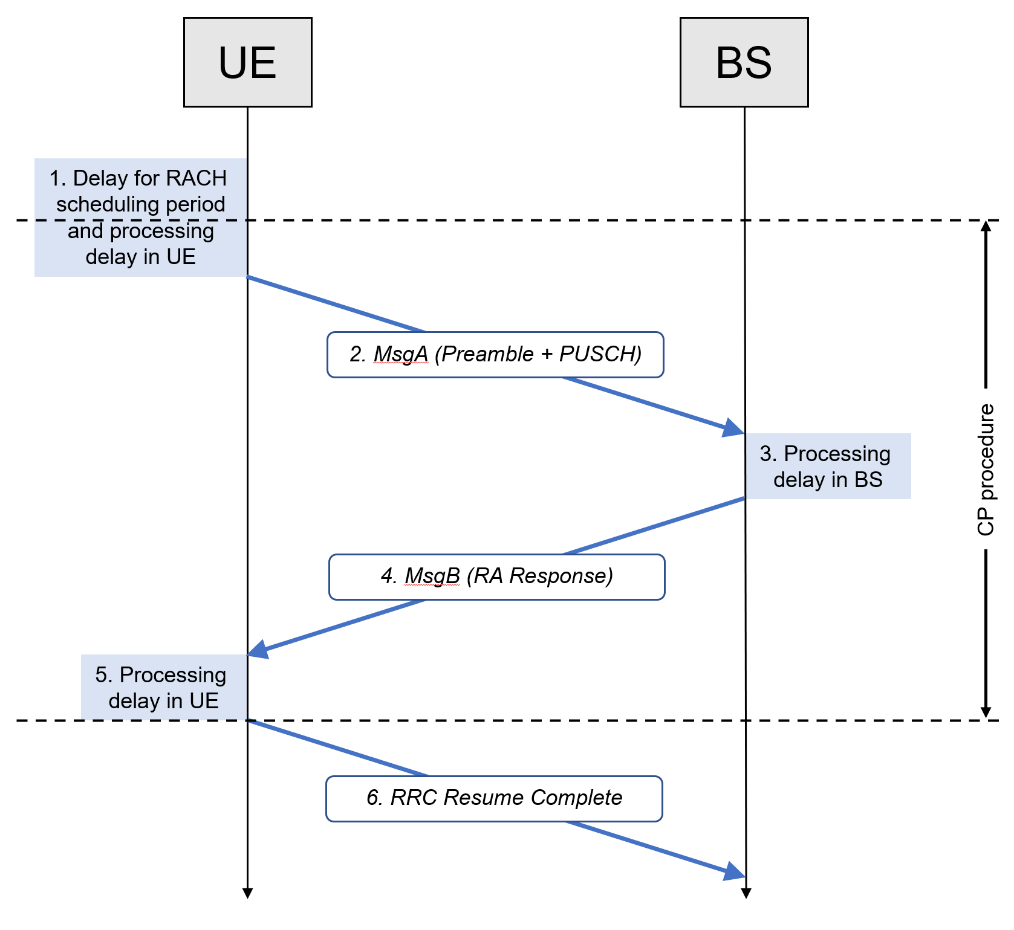 UE
BS
1. Delay for RACH
scheduling period
and processing
delay in UE
2. MsgA (Preamble + PUSCH)
3. Processing
delay in BS
CP procedure
4. MsgB (RA Response)
5. Processing
delay in UE
6. RRC Resume Complete